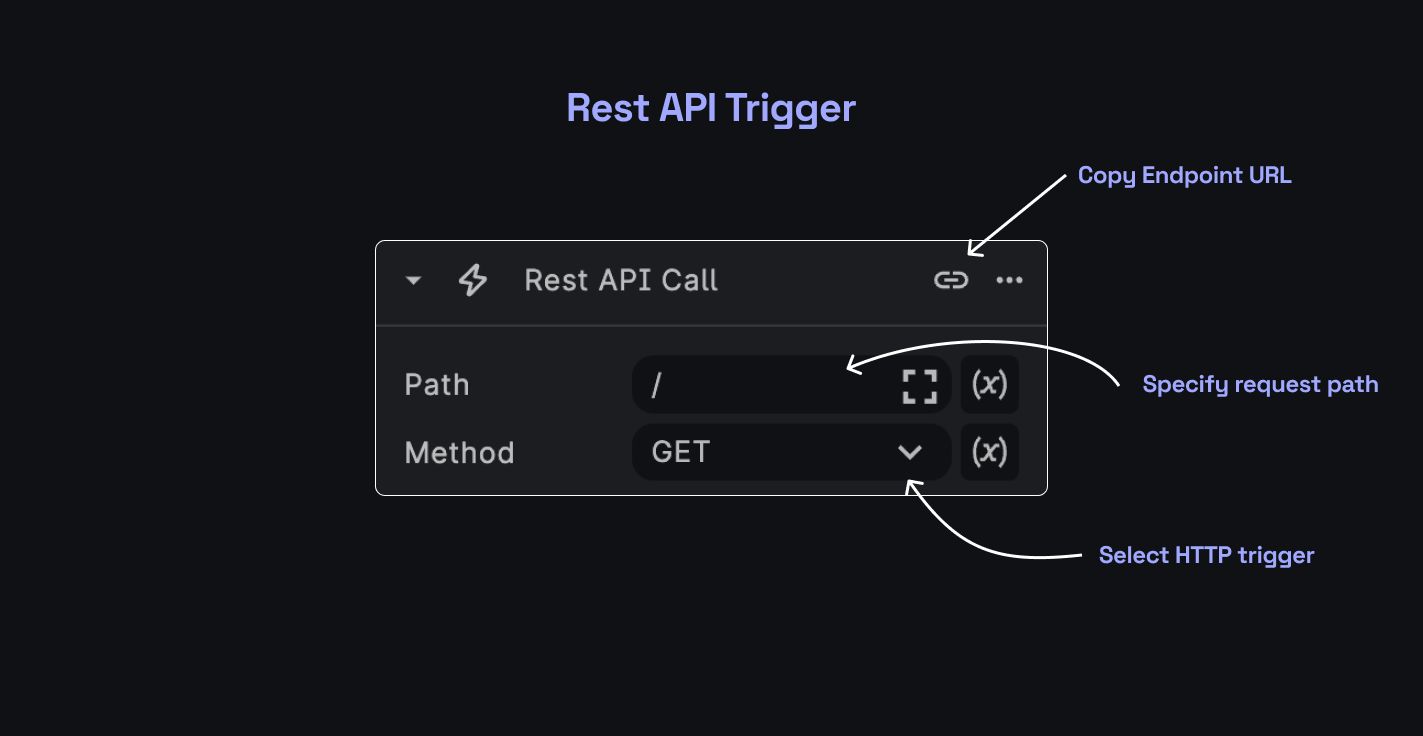 Rest API Trigger
Copy Endpoint URL
Rest API Call
Path
/
(x)
Specify request path
Method
GET
(x)
Select HTTP trigger